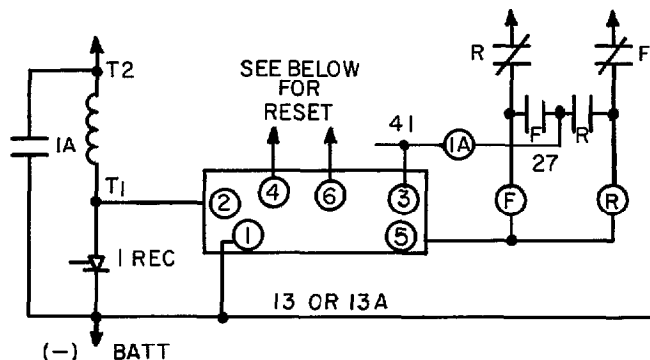 T2
1A
T1
1 REC
(−) BATT
SEE BELOW
FOR
RESET
2
4
6
3
1
5
41
1A
27
13 OR 13A
R
F
F
R
F
R